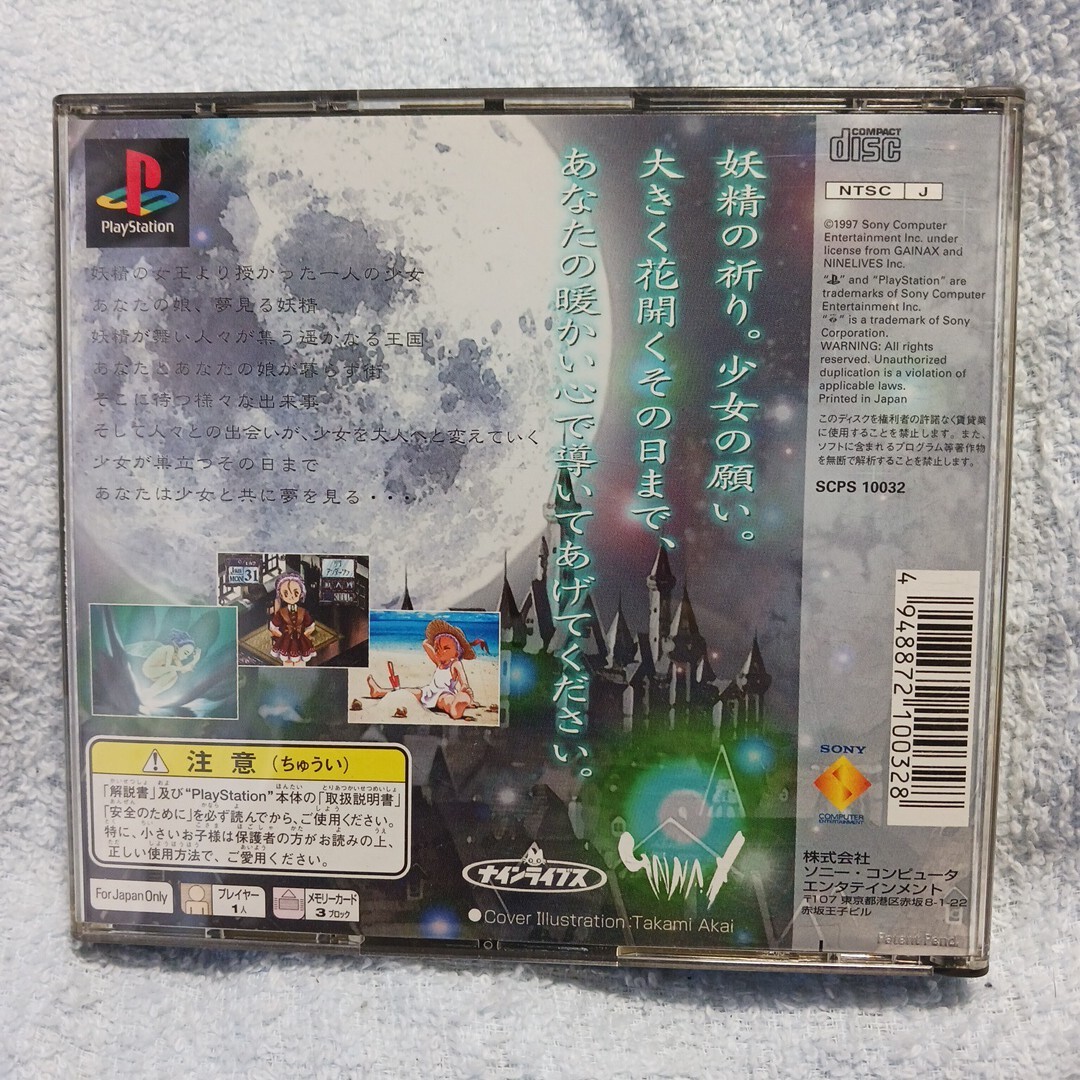 PlayStation
妖精の女王より授かった一人の少女
あなたの娘、夢見る妖精
妖精が舞い人々が集う遥かなる王国
あなたとあなたの娘が暮らす街
そこに待つ様々な出来事
そして人々との出会いが、少女を大人へと変えていく
少女が巣立つその日まで
あなたは少女と共に夢を見る・・・
妖精の祈り。少女の願い。
大きく花開くその日まで、
あなたの暖かい心で導いてあげてください。
COMPACT
disc
NTSC J
©1997 Sony Computer
Entertainment Inc. under
license from GAINAX and
NINELIVES Inc.
" " and "PlayStation" are
trademarks of Sony Computer
Entertainment Inc.
" " is a trademark of Sony
Corporation.
WARNING: All rights
reserved. Unauthorized
duplication is a violation of
applicable laws.
Printed in Japan
このディスクを権利者の許諾なく賃貸業
に使用することを禁止します。また、
ソフトに含まれるプログラム等著作物
を無断で解析することを禁止します。
SCPS 10032
4 948872 100328
MON 31
注意(ちゅうい)
「解説書」及び"PlayStation"本体の「取扱説明書」
「安全のために」を必ず読んでから、ご使用ください。
特に、小さいお子様は保護者の方がお読みの上、
正しい使用方法で、ご愛用ください。
For Japan Only
プレイヤー
1人
メモリーカード
3ブロック
ナインライブス
GAINAX
●Cover Illustration:Takami Akai
SONY
COMPUTER
ENTERTAINMENT
株式会社
ソニー・コンピュータ
エンタテインメント
〒107 東京都港区赤坂8-1-22
赤坂王子ビル
Patent Pend.